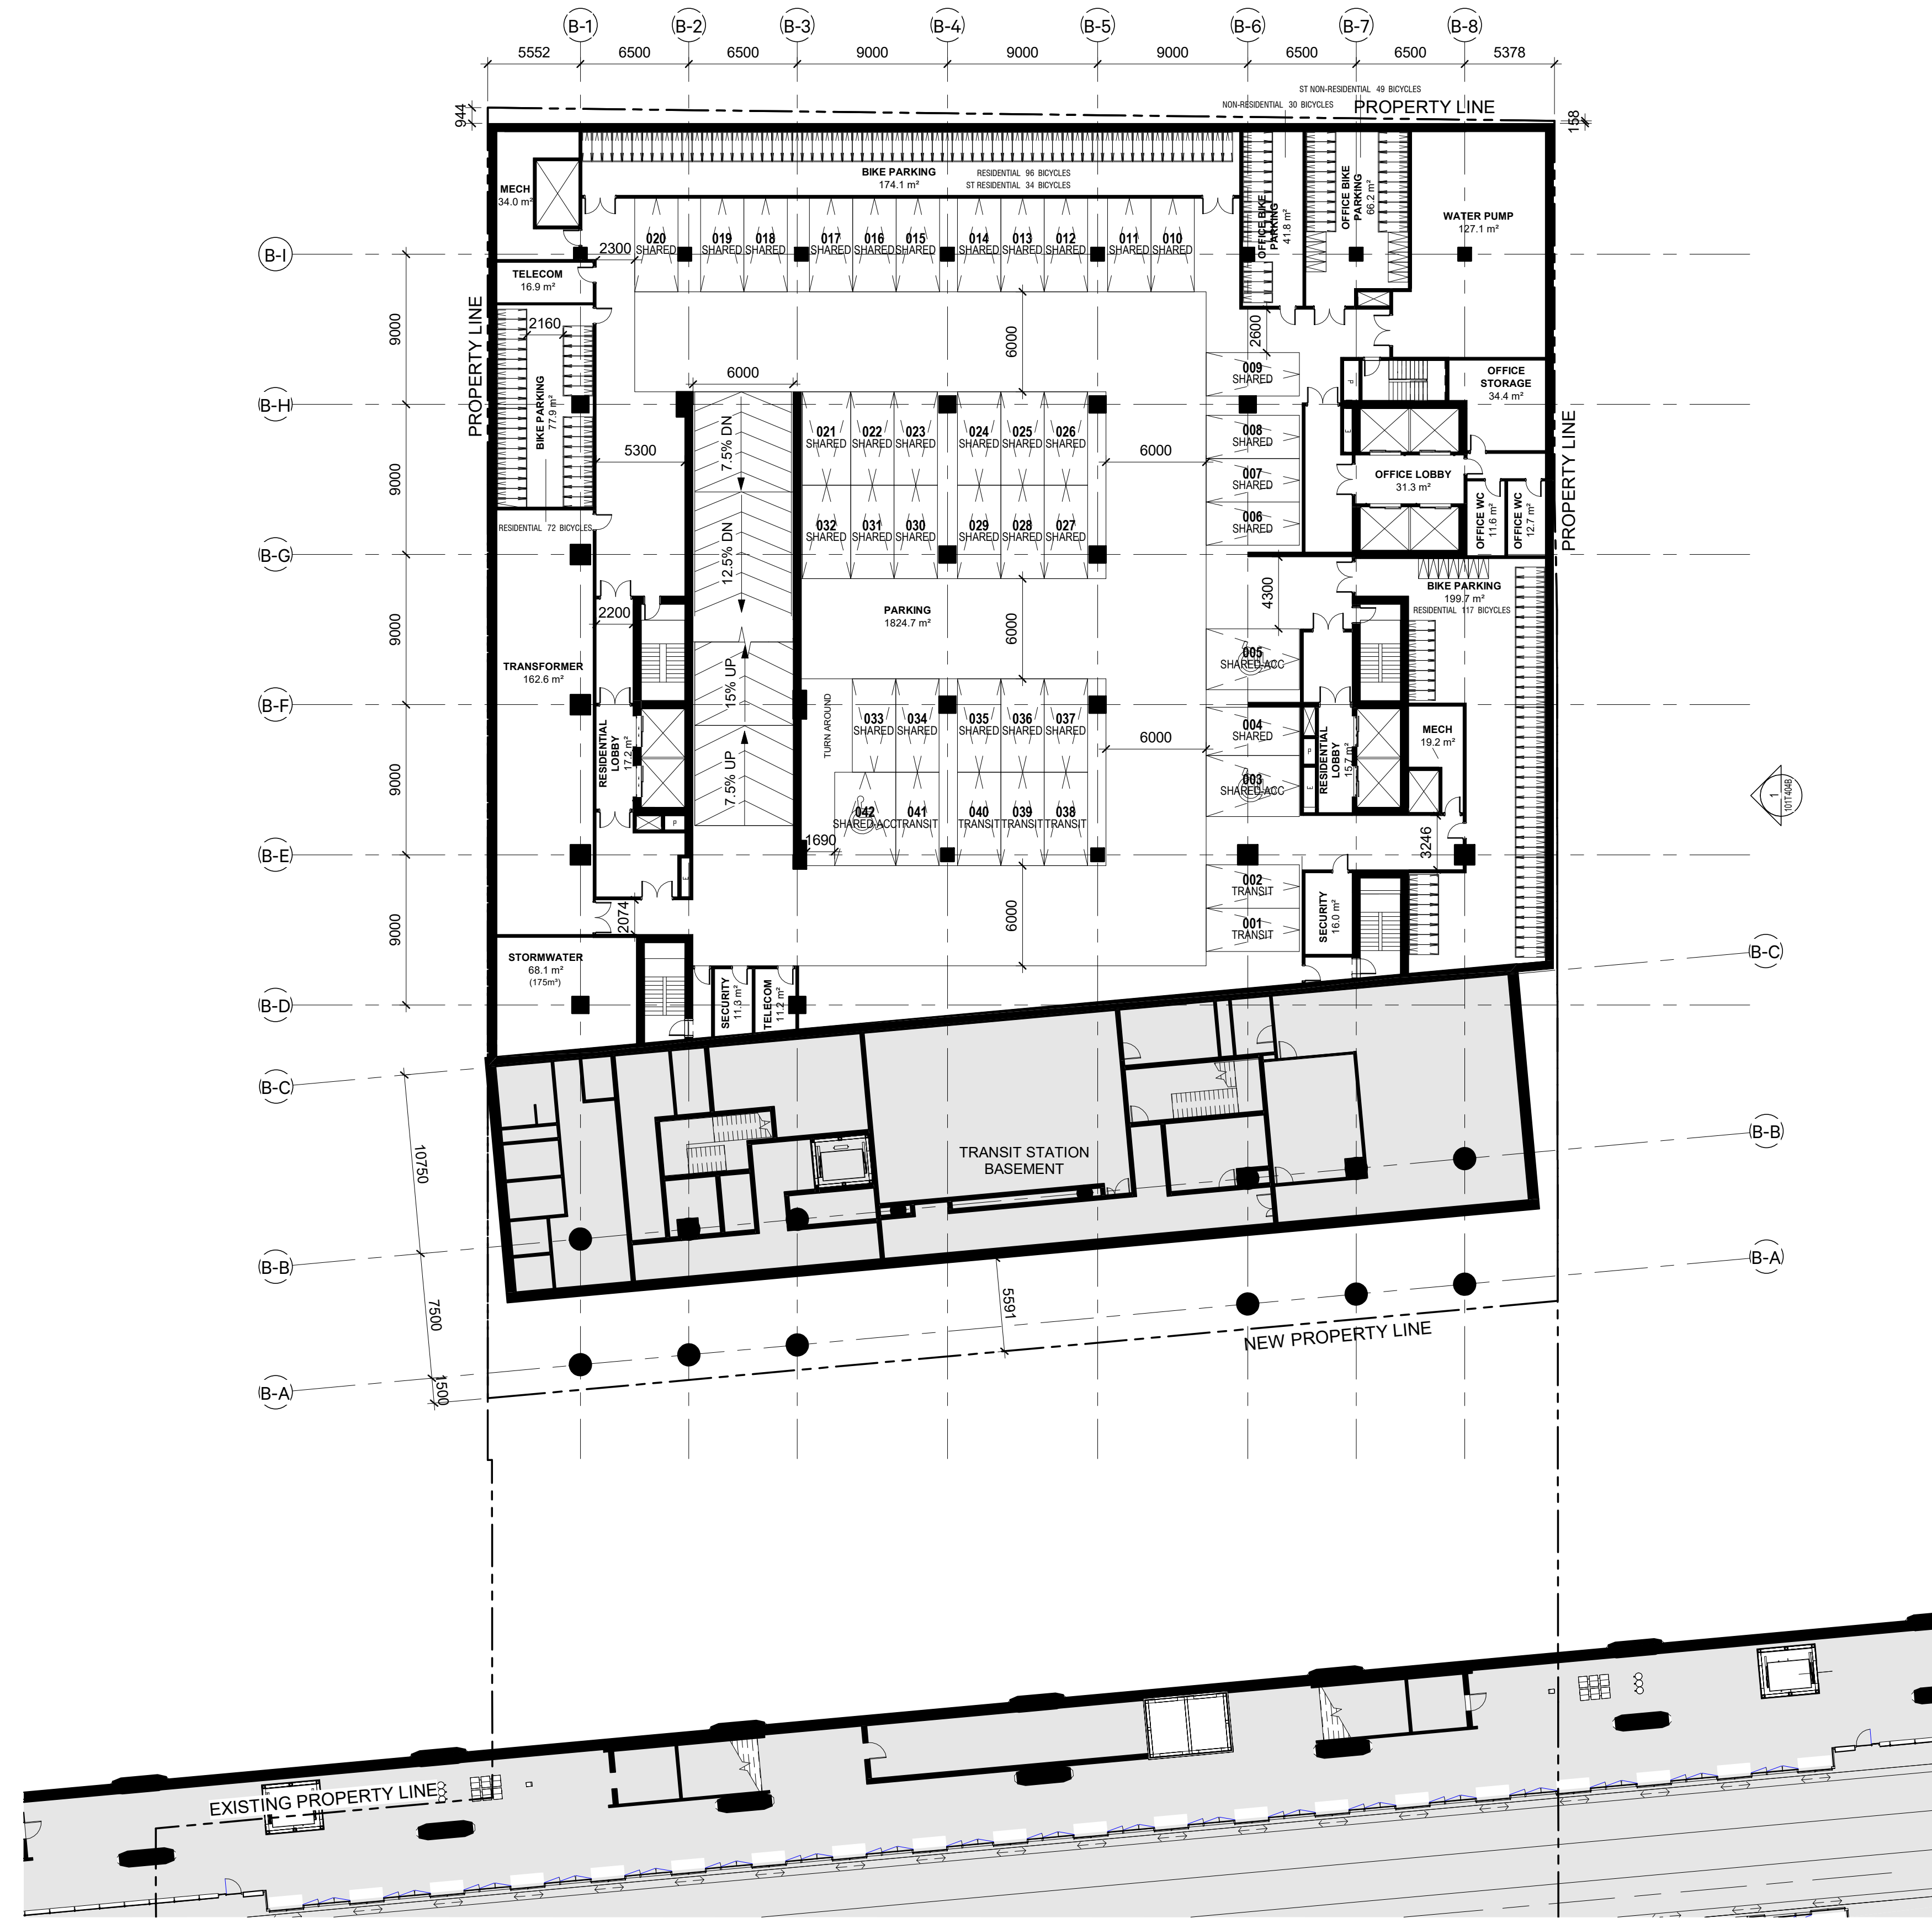 (B-1) (B-2) (B-3) (B-4) (B-5) (B-6) (B-7) (B-8)
5552 6500 6500 9000 9000 9000 6500 6500 5378
ST NON-RESIDENTIAL 49 BICYCLES
NON-RESIDENTIAL 30 BICYCLES
PROPERTY LINE
944
158
BIKE PARKING
174.1 m²
RESIDENTIAL 96 BICYCLES
ST RESIDENTIAL 34 BICYCLES
MECH
34.0 m²
OFFICE BIKE
PARKING
41.8 m²
OFFICE BIKE
PARKING
66.2 m²
WATER PUMP
127.1 m²
(B-I)
2300
020
SHARED
019
SHARED
018
SHARED
017
SHARED
016
SHARED
015
SHARED
014
SHARED
013
SHARED
012
SHARED
011
SHARED
010
SHARED
TELECOM
16.9 m²
PROPERTY LINE
9000
2160
6000
2600
6000
009
SHARED
P
OFFICE
STORAGE
34.4 m²
(B-H)
BIKE PARKING
77.9 m²
7.5% DN
021
SHARED
022
SHARED
023
SHARED
024
SHARED
025
SHARED
026
SHARED
008
SHARED
E
PROPERTY LINE
9000
5300
6000
007
SHARED
OFFICE LOBBY
31.3 m²
032
SHARED
031
SHARED
030
SHARED
029
SHARED
028
SHARED
027
SHARED
006
SHARED
OFFICE WC
11.6 m²
OFFICE WC
12.7 m²
RESIDENTIAL 72 BICYCLES
12.5% DN
(B-G)
9000
2200
PARKING
1824.7 m²
6000
4300
BIKE PARKING
199.7 m²
RESIDENTIAL 117 BICYCLES
TRANSFORMER
162.6 m²
15% UP
005
SHARED-ACC
(B-F)
RESIDENTIAL
LOBBY
17.2 m²
TURN AROUND
033
SHARED
034
SHARED
035
SHARED
036
SHARED
037
SHARED
6000
004
SHARED
P
RESIDENTIAL
LOBBY
15.7 m²
MECH
19.2 m²
9000
7.5% UP
003
SHARED-ACC
E
1
101T404B
P
042
SHARED-ACC
041
TRANSIT
040
TRANSIT
039
TRANSIT
038
TRANSIT
1690
3246
(B-E)
E
002
TRANSIT
9000
2074
6000
001
TRANSIT
SECURITY
16.0 m²
STORMWATER
68.1 m²
(175m³)
SECURITY
11.3 m²
TELECOM
11.2 m²
(B-C)
(B-D)
(B-C)
10750
TRANSIT STATION
BASEMENT
(B-B)
(B-B)
(B-A)
7500
5591
NEW PROPERTY LINE
1500
(B-A)
EXISTING PROPERTY LINE